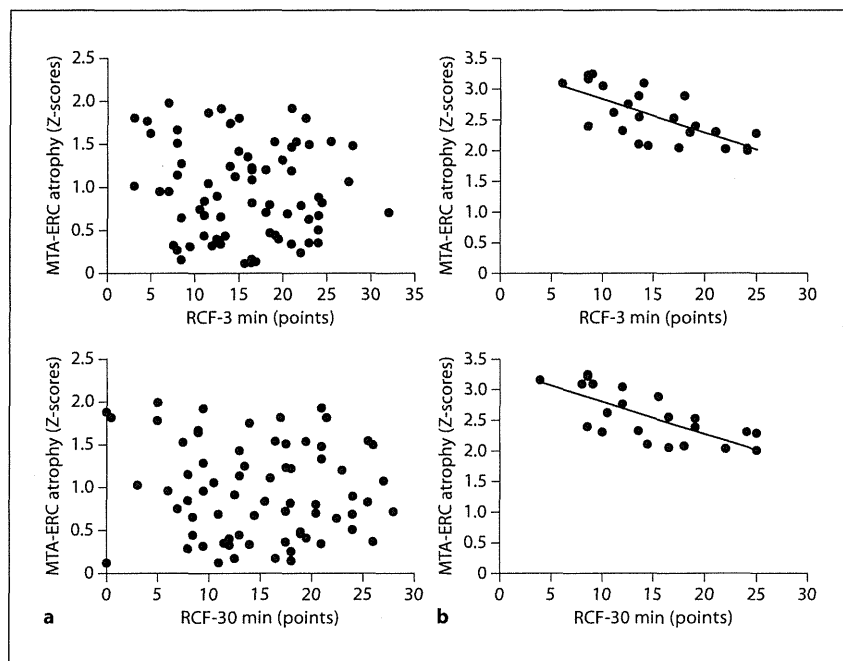 MTA-ERC atrophy (Z-scores)
2.5
2.0
1.5
1.0
0.5
0
0 5 10 15 20 25 30 35
RCF-3 min (points)
MTA-ERC atrophy (Z-scores)
3.5
3.0
2.5
2.0
1.5
1.0
0.5
0
0 5 10 15 20 25 30
RCF-3 min (points)
MTA-ERC atrophy (Z-scores)
2.5
2.0
1.5
1.0
0.5
0
0 5 10 15 20 25 30
RCF-30 min (points)
a
MTA-ERC atrophy (Z-scores)
3.5
3.0
2.5
2.0
1.5
1.0
0.5
0
0 5 10 15 20 25 30
RCF-30 min (points)
b